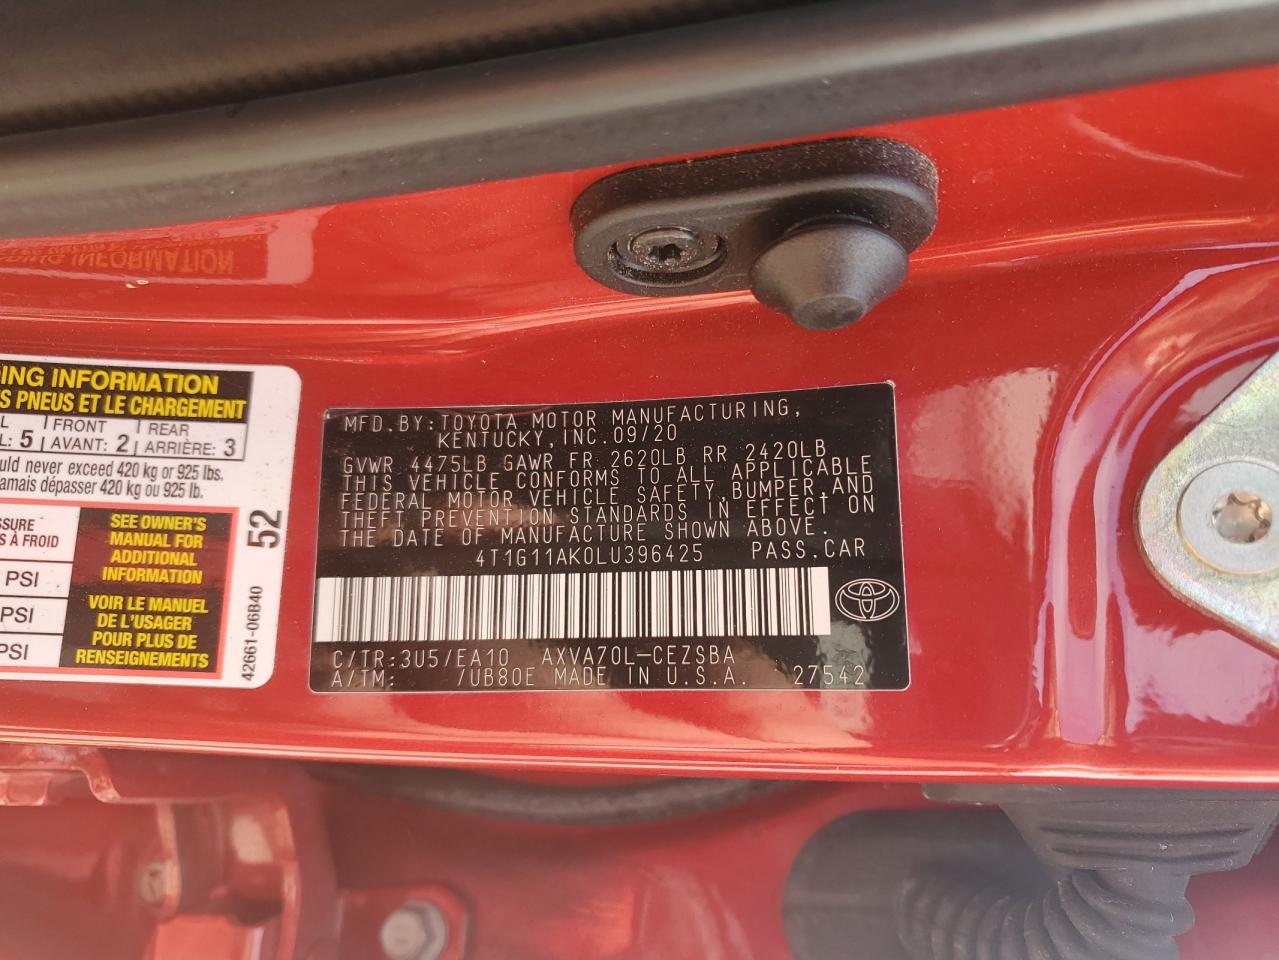 TING INFORMATION
ING INFORMATION
S PNEUS ET LE CHARGEMENT
L | FRONT | REAR
L: 5 | AVANT: 2 | ARRIÈRE: 3
uld never exceed 420 kg or 925 lbs.
amais dépasser 420 kg ou 925 lb.
SSURE
S À FROID
PSI
PSI
PSI
SEE OWNER'S
MANUAL FOR
ADDITIONAL
INFORMATION
VOIR LE MANUEL
DE L'USAGER
POUR PLUS DE
RENSEIGNEMENTS
52
42661-06B40
MFD.BY: TOYOTA MOTOR MANUFACTURING,
KENTUCKY, INC.09/20
GVWR 4475LB GAWR FR 2620LB RR 2420LB
THIS VEHICLE CONFORMS TO ALL APPLICABLE
FEDERAL MOTOR VEHICLE SAFETY,BUMPER,AND
THEFT PREVENTION STANDARDS IN EFFECT ON
THE DATE OF MANUFACTURE SHOWN ABOVE.
4T1G11AK0LU396425 PASS.CAR
C/TR:3U5/EA10 AXVA70L-CEZSBA
A/TM: /UB80E MADE IN U.S.A. 27542